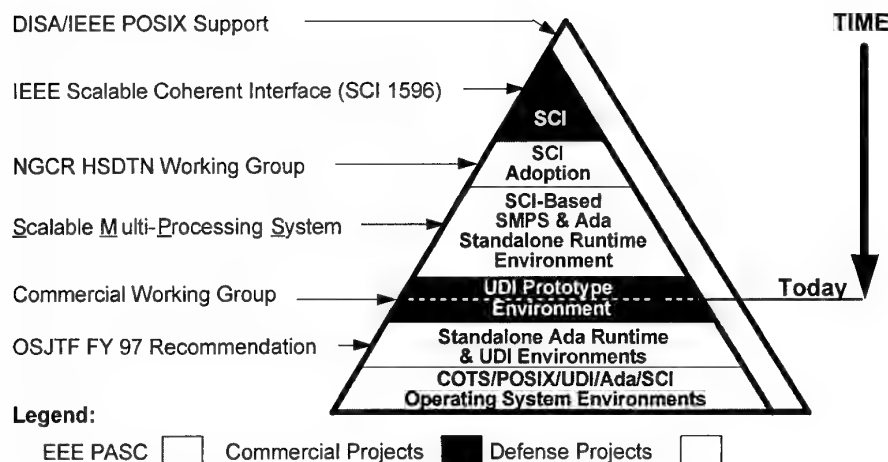 DISA/IEEE POSIX Support
TIME
IEEE Scalable Coherent Interface (SCI 1596)
SCI
NGCR HSDTN Working Group
SCI
Adoption
Scalable Multi-Processing System
SCI-Based
SMPS & Ada
Standalone Runtime
Environment
Commercial Working Group
UDI Prototype
Environment
Today
OSJTF FY 97 Recommendation
Standalone Ada Runtime
& UDI Environments
COTS/POSIX/UDI/Ada/SCI
Operating System Environments
Legend:
EEE PASC
Commercial Projects
Defense Projects